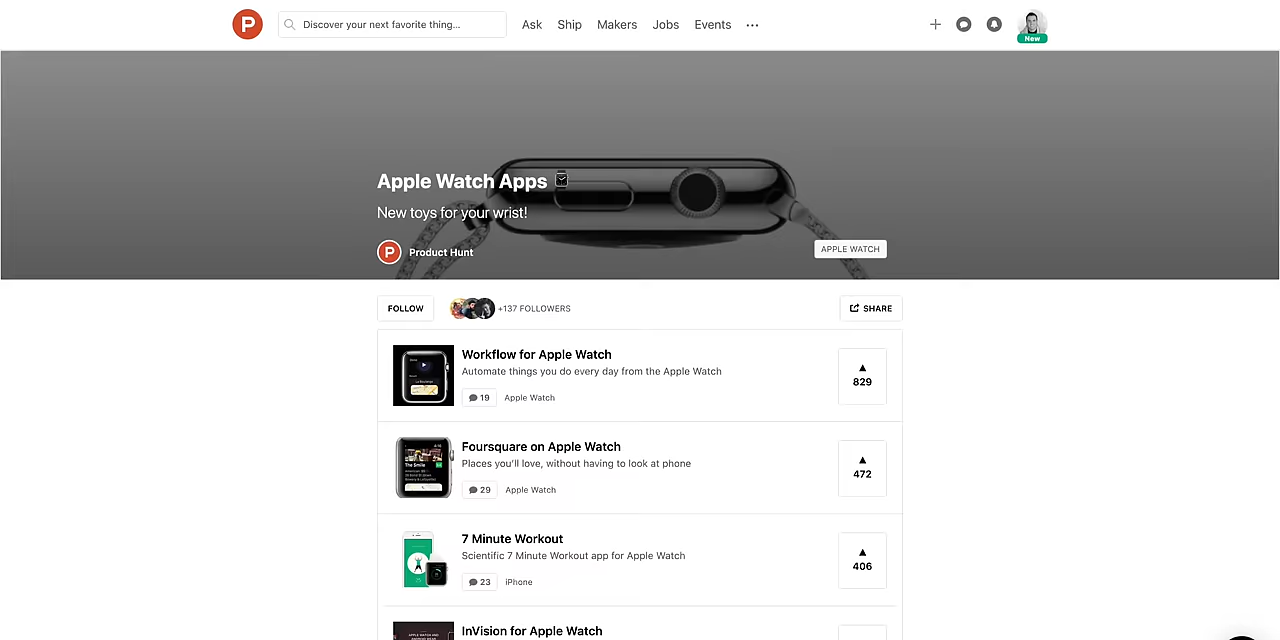 P
Discover your next favorite thing...
Ask
Ship
Makers
Jobs
Events
...
New
Apple Watch Apps
New toys for your wrist!
P
Product Hunt
APPLE WATCH
FOLLOW
+137 FOLLOWERS
SHARE
Workflow for Apple Watch
Automate things you do every day from the Apple Watch
829
19
Apple Watch
Foursquare on Apple Watch
Places you'll love, without having to look at phone
472
29
Apple Watch
The Smile
7 Minute Workout
Scientific 7 Minute Workout app for Apple Watch
406
23
iPhone
InVision for Apple Watch